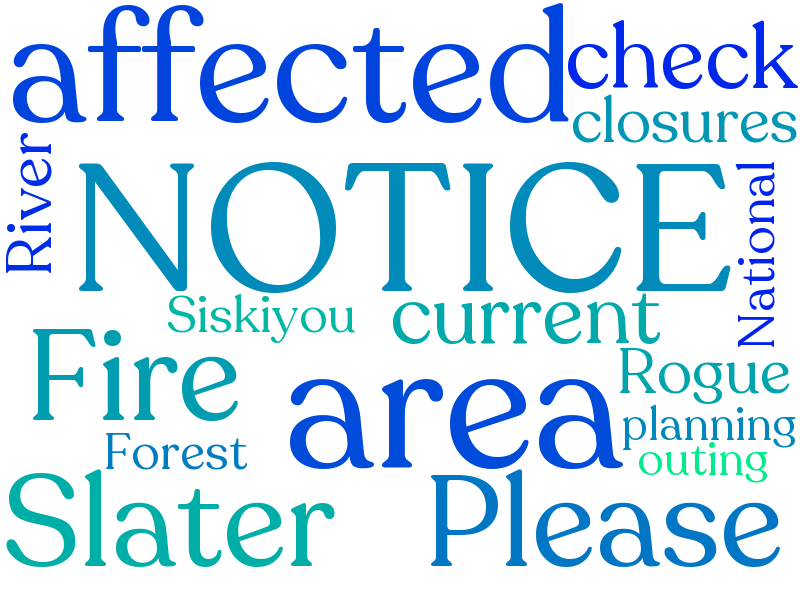 affected
check
closures
River
NOTICE
National
Siskiyou
current
Fire
area
Rogue
planning
Forest
outing
Slater
Please